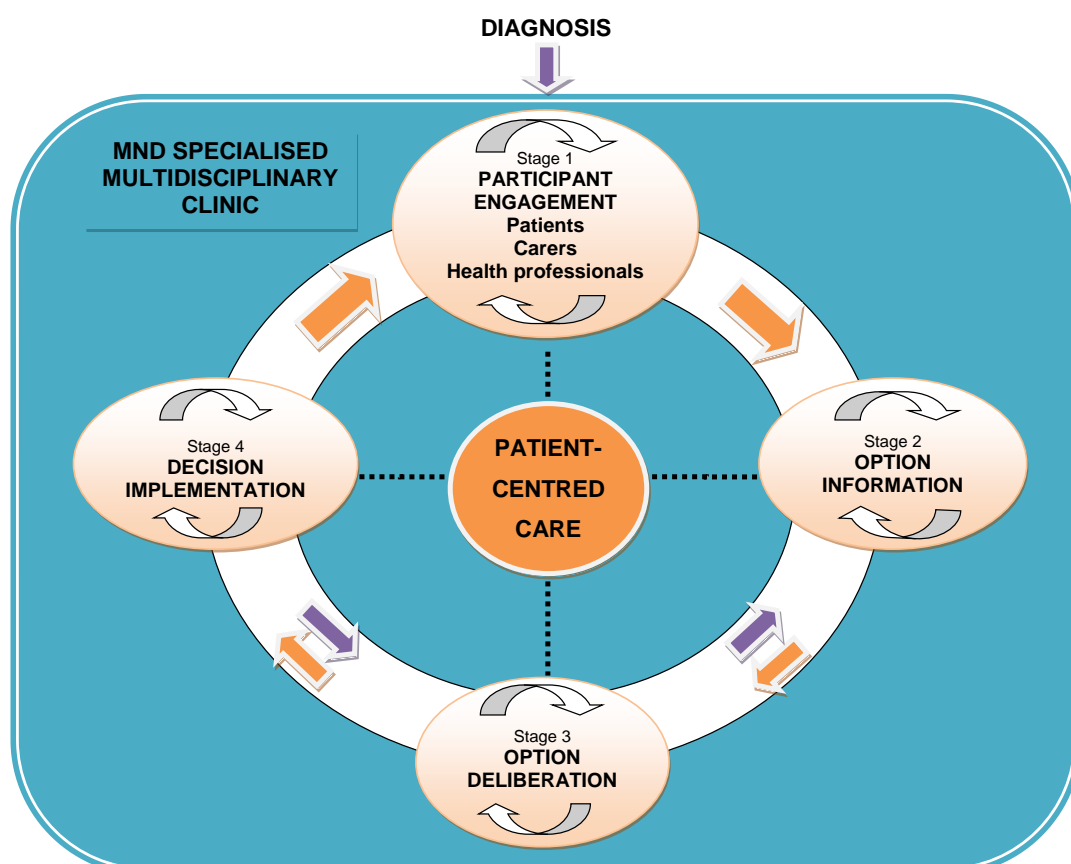 DIAGNOSIS
MND SPECIALISED
MULTIDISCIPLINARY
CLINIC
Stage 1
PARTICIPANT
ENGAGEMENT
Patients
Carers
Health professionals
Stage 4
DECISION
IMPLEMENTATION
PATIENT-
CENTRED
CARE
Stage 2
OPTION
INFORMATION
Stage 3
OPTION
DELIBERATION